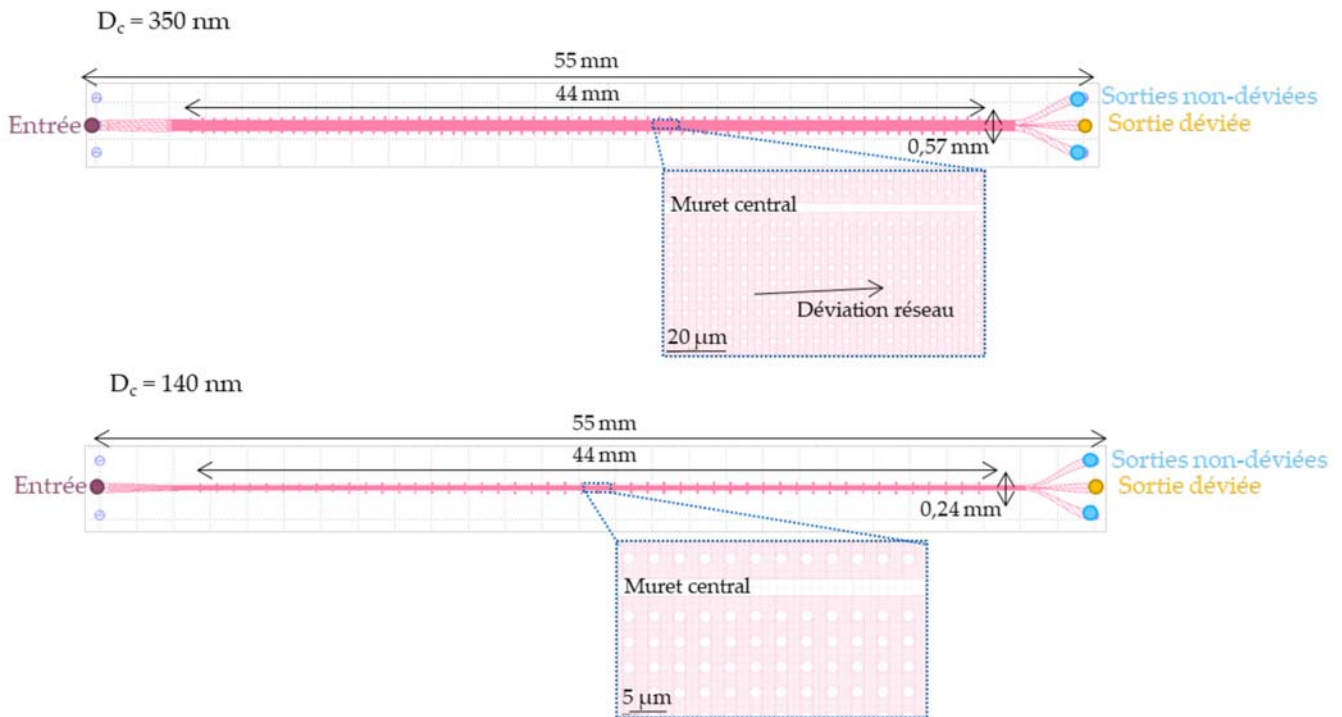 D_c = 350 nm
55 mm
44 mm
Entrée
Sorties non-déviées
Sortie déviée
0,57 mm
Muret central
Déviation réseau
20 µm
D_c = 140 nm
55 mm
44 mm
Entrée
Sorties non-déviées
Sortie déviée
0,24 mm
Muret central
5 µm